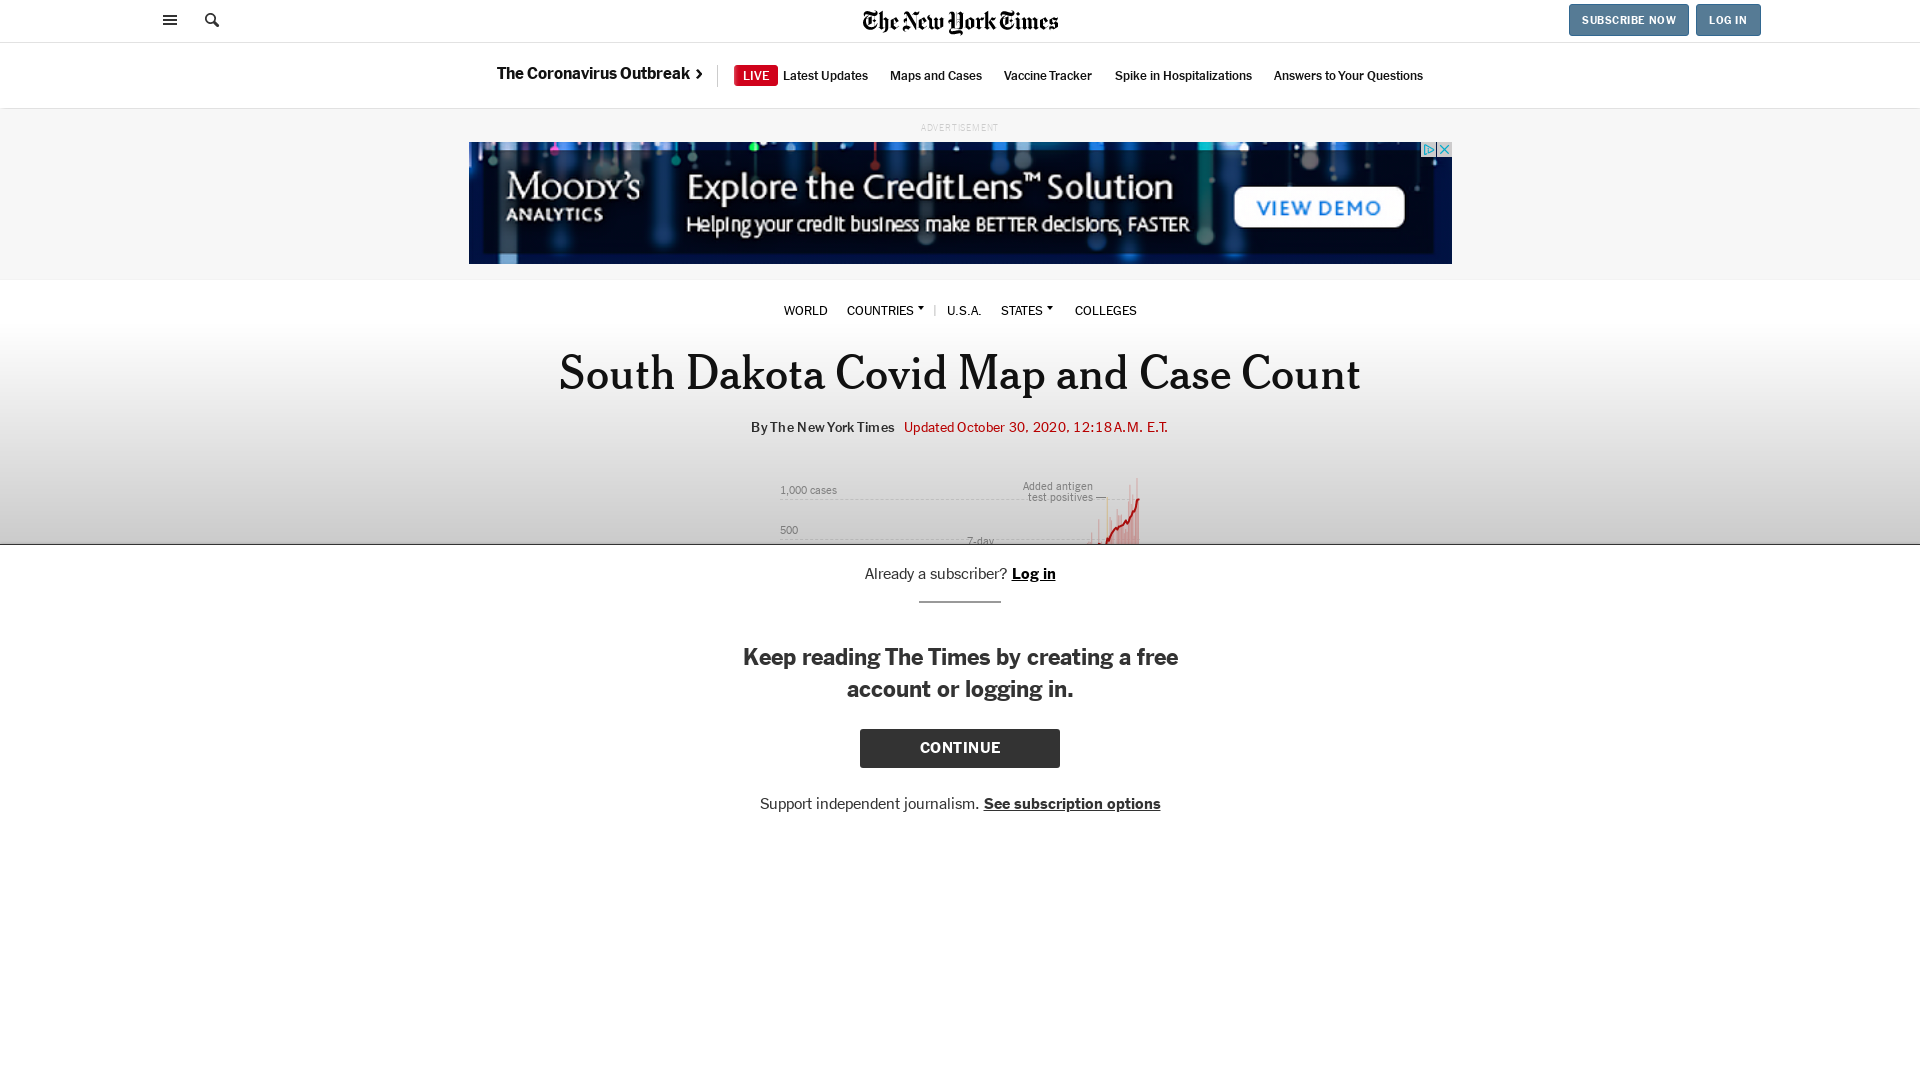 The New York Times
SUBSCRIBE NOW
LOG IN
The Coronavirus Outbreak
LIVE Latest Updates
Maps and Cases
Vaccine Tracker
Spike in Hospitalizations
Answers to Your Questions
ADVERTISEMENT
MOODY'S
ANALYTICS
Explore the CreditLens™ Solution
Helping your credit business make BETTER decisions, FASTER
VIEW DEMO
WORLD
COUNTRIES
U.S.A.
STATES
COLLEGES
South Dakota Covid Map and Case Count
By The New York Times Updated October 30, 2020, 12:18 A.M. E.T.
1,000 cases
Added antigen
test positives
500
7-day
Already a subscriber? Log in
Keep reading The Times by creating a free
account or logging in.
CONTINUE
Support independent journalism. See subscription options